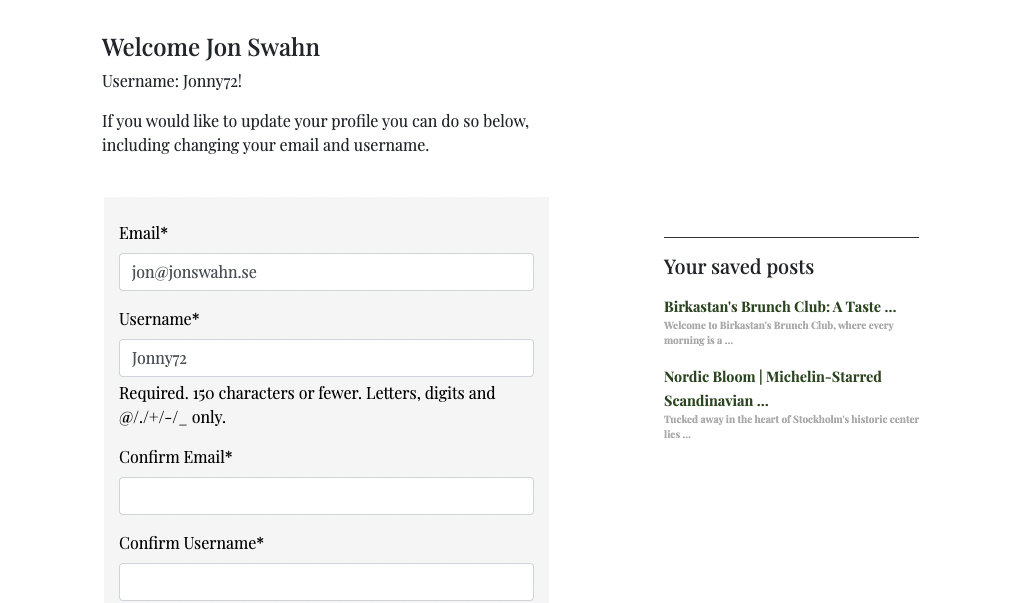 Welcome Jon Swahn
Username: Jonny72!
If you would like to update your profile you can do so below,
including changing your email and username.
Email*
jon@jonswahn.se
Username*
Jonny72
Required. 150 characters or fewer. Letters, digits and
@/./+/-/_ only.
Confirm Email*
Confirm Username*
Your saved posts
Birkastan's Brunch Club: A Taste ...
Welcome to Birkastan's Brunch Club, where every
morning is a ...
Nordic Bloom | Michelin-Starred
Scandinavian ...
Tucked away in the heart of Stockholm's historic center
lies ...